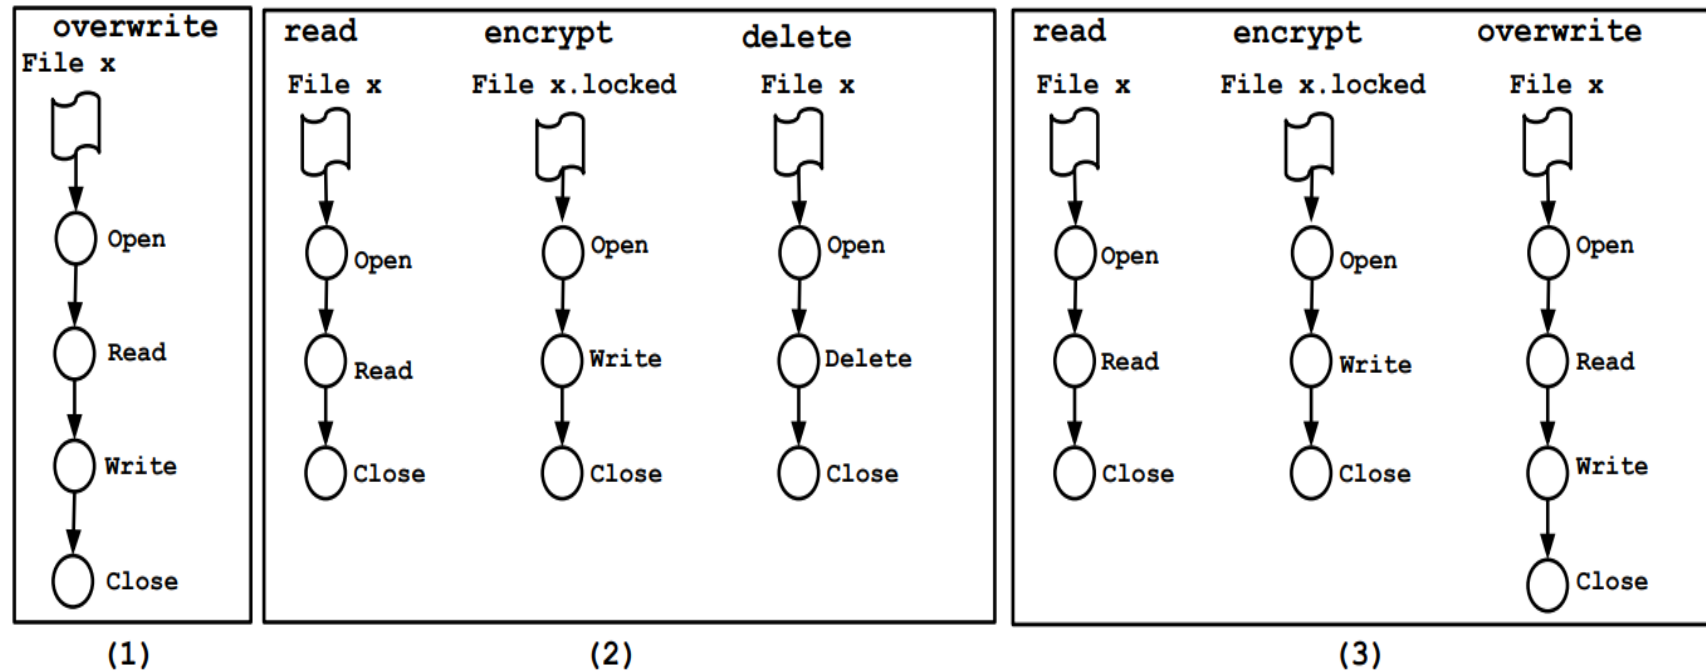 overwrite
File x
Open
Read
Write
Close
(1)
read encrypt delete
File x File x.locked File x
Open Open Open
Read Write Delete
Close Close Close
(2)
read encrypt overwrite
File x File x.locked File x
Open Open Open
Read Write Read
Close Close Write
Close
(3)